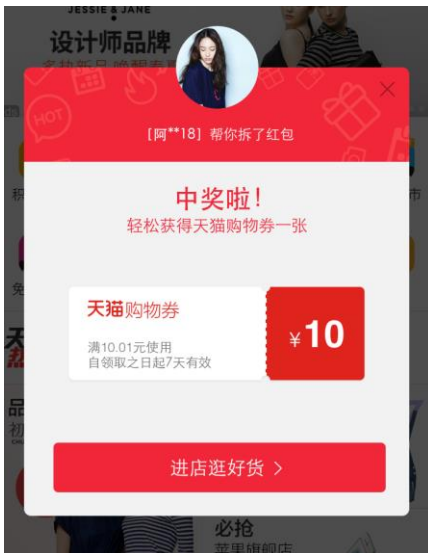 JESSIE & JANE
设计师品牌
HOT
[阿**18] 帮你拆了红包
中奖啦！
轻松获得天猫购物券一张
天猫购物券
满10.01元使用
自领取之日起7天有效
¥10
进店逛好货 >
必抢
苹果旗舰店